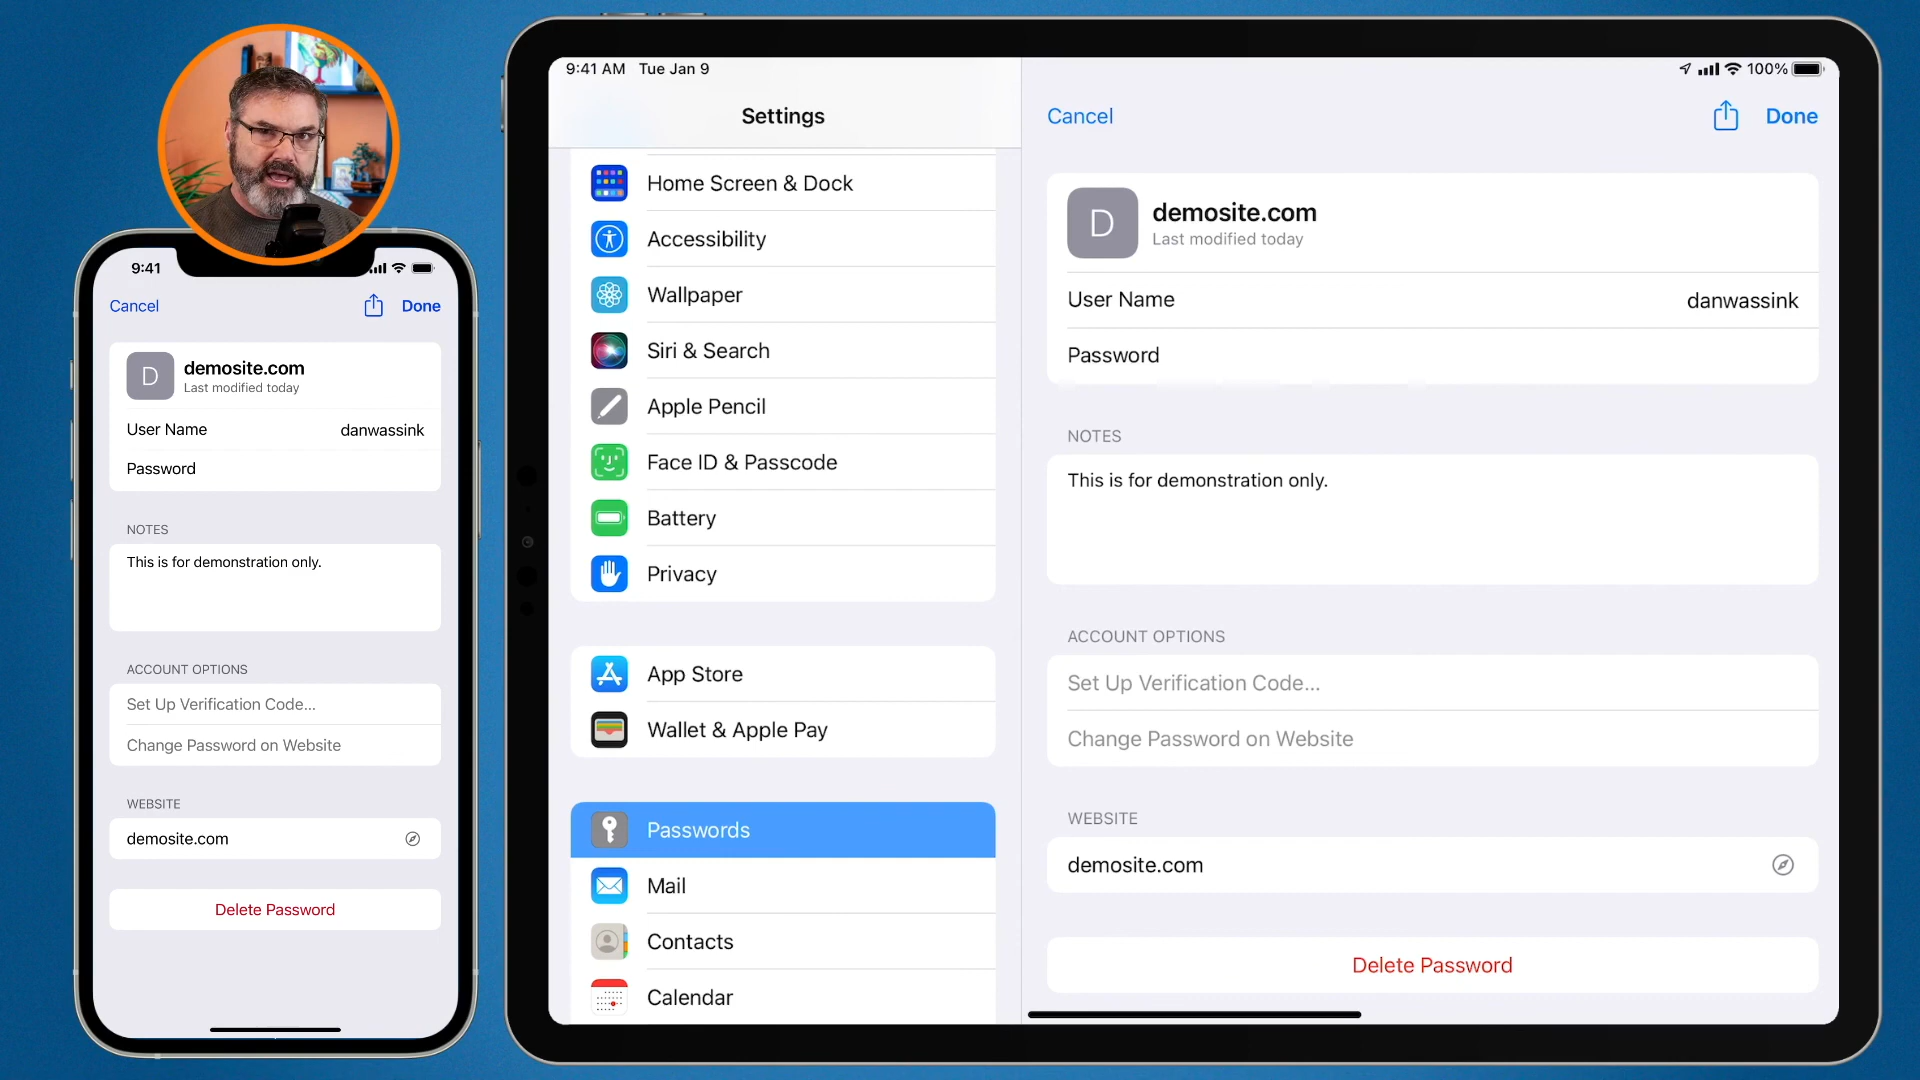 9:41
Cancel
Done
D
demosite.com
Last modified today
User Name
danwassink
Password
NOTES
This is for demonstration only.
ACCOUNT OPTIONS
Set Up Verification Code...
Change Password on Website
WEBSITE
demosite.com
Delete Password
9:41 AM Tue Jan 9
100%
Settings
Home Screen & Dock
Accessibility
Wallpaper
Siri & Search
Apple Pencil
Face ID & Passcode
Battery
Privacy
App Store
Wallet & Apple Pay
Passwords
Mail
Contacts
Calendar
Cancel
Done
D
demosite.com
Last modified today
User Name
danwassink
Password
NOTES
This is for demonstration only.
ACCOUNT OPTIONS
Set Up Verification Code...
Change Password on Website
WEBSITE
demosite.com
Delete Password